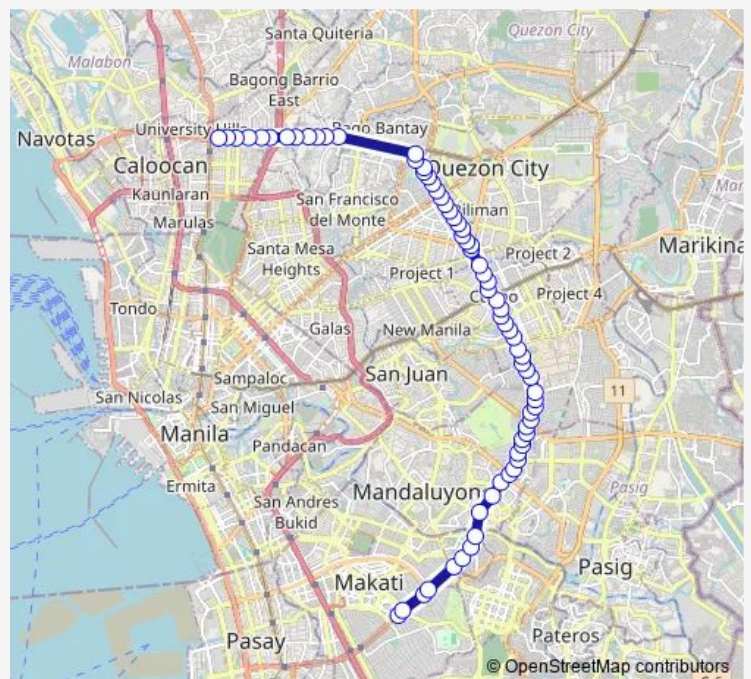 Santa Quiteria
Quezon City
Malabon
Bagong Barrio
East
Navotas
University Hills
Bago Bantay
Caloocan
Quezon City
Kaunlaran
San Francisco
del Monte
Marulas
Diliman
Santa Mesa
Heights
Project 2
Marikina
Project 1
Project 4
Tondo
Galas
New Manila
San Juan
Sampaloc
11
San Nicolas
San Miguel
Manila
Pandacan
Ermita
Mandaluyon
Pasig
San Andres
Bukid
Makati
Pasig
Pateros
Pasay
© OpenStreetMap contributors